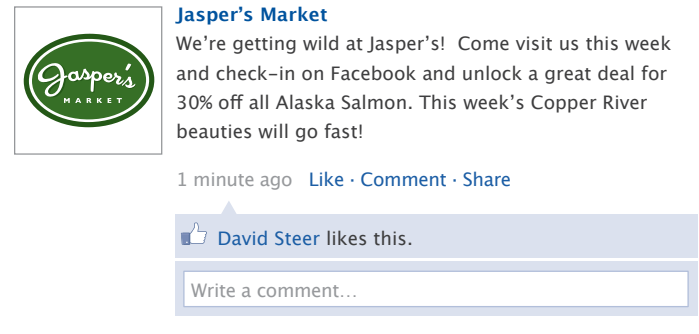 Jasper's
MARKET
Jasper’s Market
We’re getting wild at Jasper’s!  Come visit us this week
and check-in on Facebook and unlock a great deal for
30% off all Alaska Salmon. This week’s Copper River
beauties will go fast!
1 minute ago Like · Comment · Share
David Steer likes this.
Write a comment...